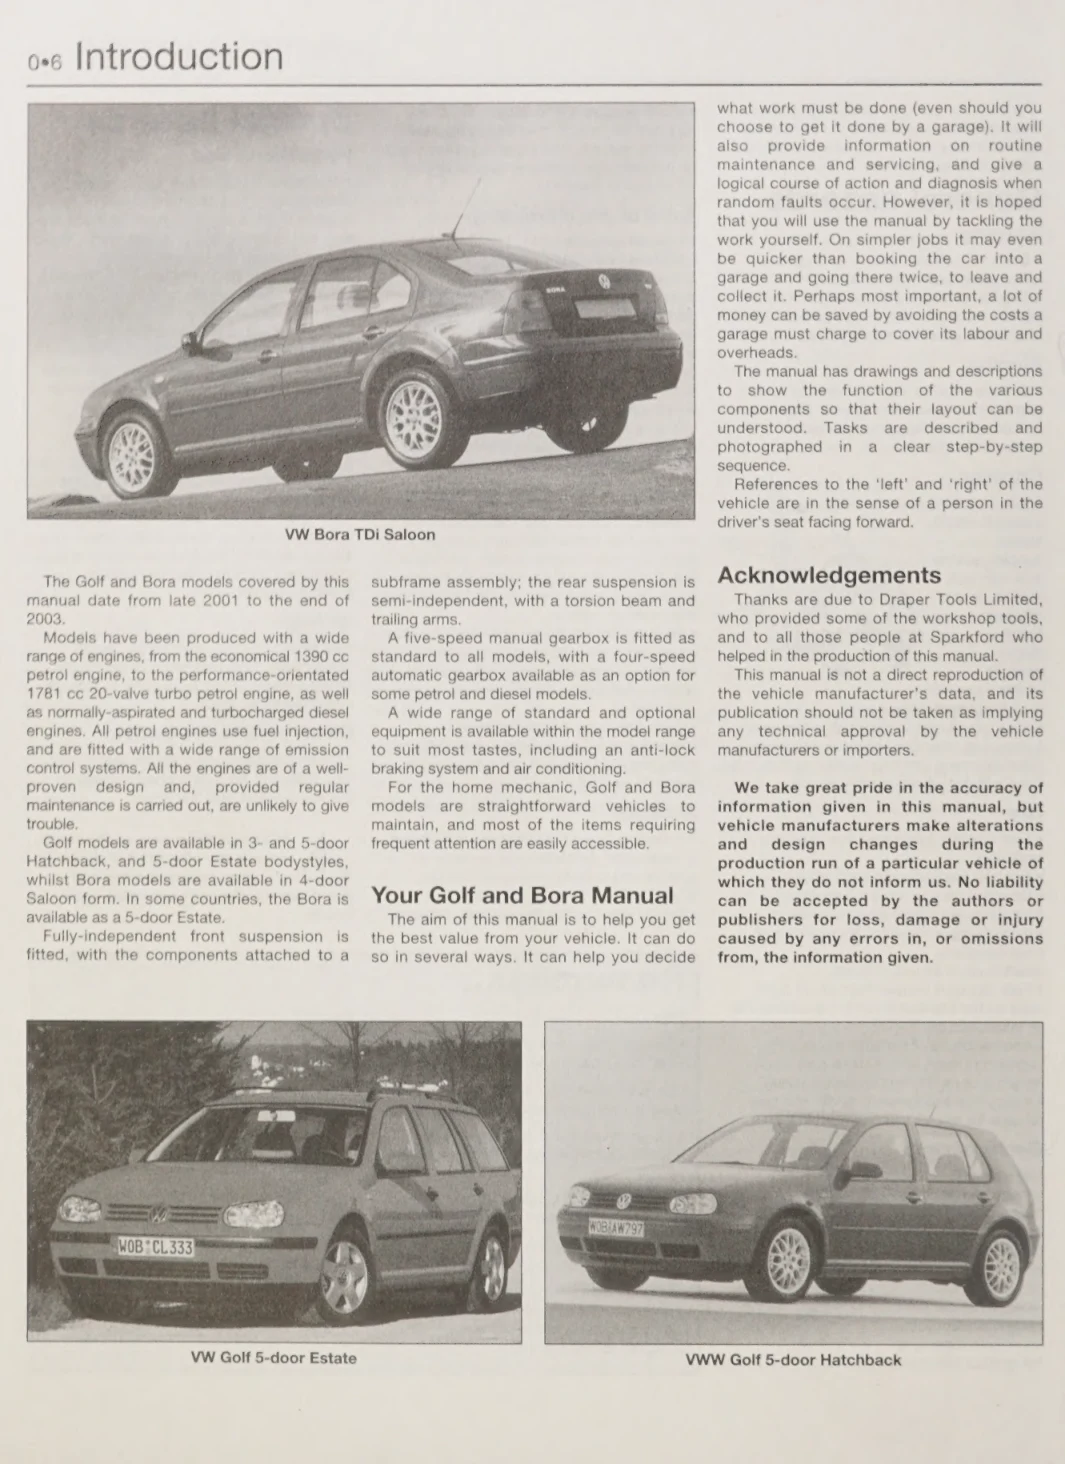 0•6 Introduction
VW Bora TDi Saloon
The Golf and Bora models covered by this
manual date from late 2001 to the end of
2003.
Models have been produced with a wide
range of engines, from the economical 1390 cc
petrol engine, to the performance-orientated
1781 cc 20-valve turbo petrol engine, as well
as normally-aspirated and turbocharged diesel
engines. All petrol engines use fuel injection,
and are fitted with a wide range of emission
control systems. All the engines are of a well-
proven design and, provided regular
maintenance is carried out, are unlikely to give
trouble.
Golf models are available in 3- and 5-door
Hatchback, and 5-door Estate bodystyles,
whilst Bora models are available in 4-door
Saloon form. In some countries, the Bora is
available as a 5-door Estate.
Fully-independent front suspension is
fitted, with the components attached to a
subframe assembly; the rear suspension is
semi-independent, with a torsion beam and
trailing arms.
A five-speed manual gearbox is fitted as
standard to all models, with a four-speed
automatic gearbox available as an option for
some petrol and diesel models.
A wide range of standard and optional
equipment is available within the model range
to suit most tastes, including an anti-lock
braking system and air conditioning.
For the home mechanic, Golf and Bora
models are straightforward vehicles to
maintain, and most of the items requiring
frequent attention are easily accessible.
Your Golf and Bora Manual
The aim of this manual is to help you get
the best value from your vehicle. It can do
so in several ways. It can help you decide
what work must be done (even should you
choose to get it done by a garage). It will
also provide information on routine
maintenance and servicing, and give a
logical course of action and diagnosis when
random faults occur. However, it is hoped
that you will use the manual by tackling the
work yourself. On simpler jobs it may even
be quicker than booking the car into a
garage and going there twice, to leave and
collect it. Perhaps most important, a lot of
money can be saved by avoiding the costs a
garage must charge to cover its labour and
overheads.
The manual has drawings and descriptions
to show the function of the various
components so that their layout can be
understood. Tasks are described and
photographed in a clear step-by-step
sequence.
References to the 'left' and 'right' of the
vehicle are in the sense of a person in the
driver's seat facing forward.
Acknowledgements
Thanks are due to Draper Tools Limited,
who provided some of the workshop tools,
and to all those people at Sparkford who
helped in the production of this manual.
This manual is not a direct reproduction of
the vehicle manufacturer's data, and its
publication should not be taken as implying
any technical approval by the vehicle
manufacturers or importers.
We take great pride in the accuracy of
information given in this manual, but
vehicle manufacturers make alterations
and design changes during the
production run of a particular vehicle of
which they do not inform us. No liability
can be accepted by the authors or
publishers for loss, damage or injury
caused by any errors in, or omissions
from, the information given.
WOB CL 333
VW Golf 5-door Estate
WOB AW 797
VWW Golf 5-door Hatchback